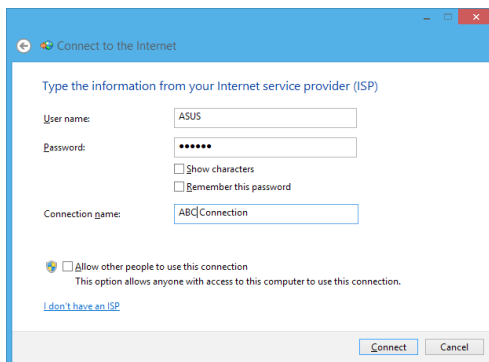 Connect to the Internet
Type the information from your Internet service provider (ISP)
User name:
ASUS
Password:
••••••
Show characters
Remember this password
Connection name:
ABC Connection
Allow other people to use this connection
This option allows anyone with access to this computer to use this connection.
I don't have an ISP
Connect Cancel